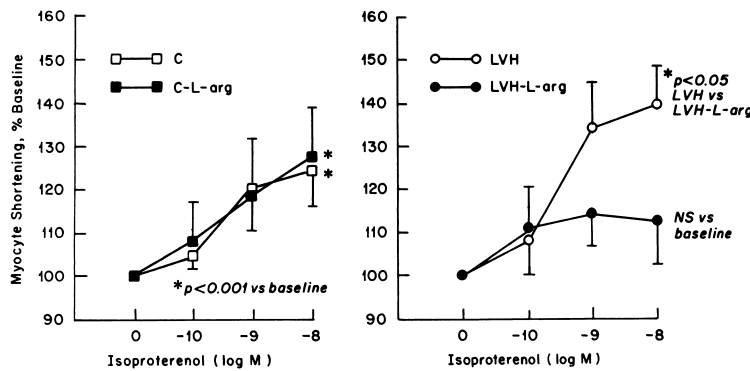 Myocyte Shortening, % Baseline
160
150
140
130
120
110
100
90
C
C-L-arg
*
*
*p<0.001 vs baseline
0 -10 -9 -8
Isoproterenol (log M)
160
150
140
130
120
110
100
90
LVH
LVH-L-arg
*p<0.05
LVH vs
LVH-L-arg
NS vs
baseline
0 -10 -9 -8
Isoproterenol (log M)